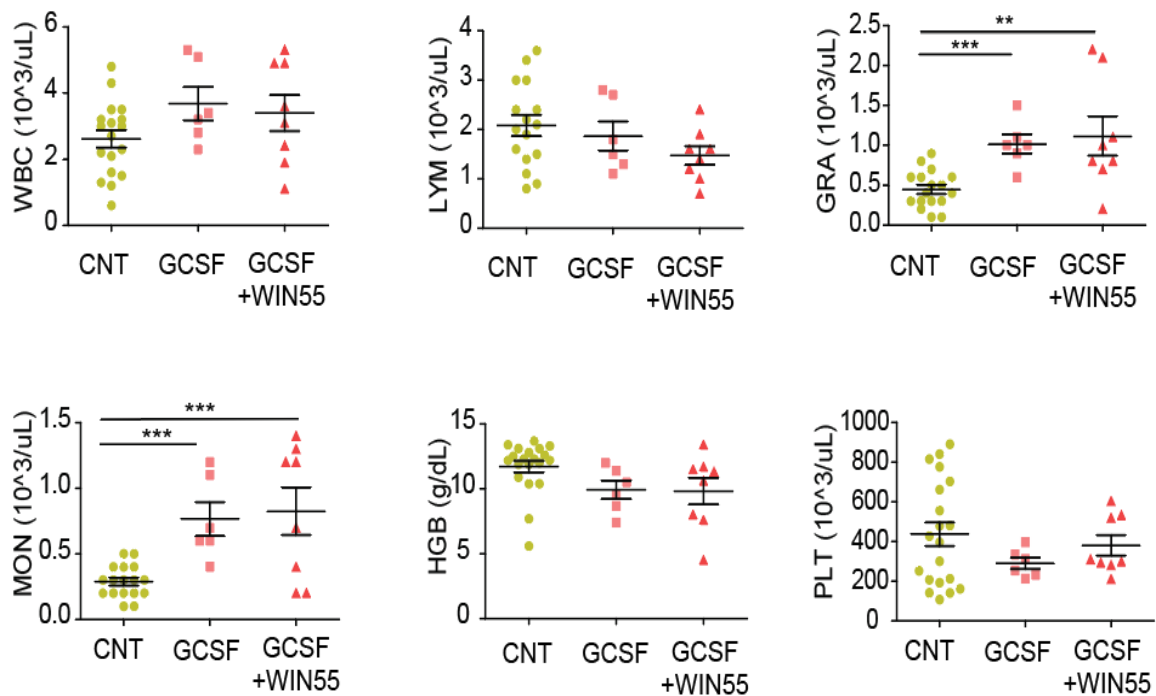 WBC (10^3/uL)
6
4
2
0
CNT
GCSF
GCSF
+WIN55
LYM (10^3/uL)
4
3
2
1
0
CNT
GCSF
GCSF
+WIN55
GRA (10^3/uL)
2.5
2.0
1.5
1.0
0.5
0.0
**
***
CNT
GCSF
GCSF
+WIN55
MON (10^3/uL)
1.5
1.0
0.5
0.0
***
***
CNT
GCSF
GCSF
+WIN55
HGB (g/dL)
15
10
5
0
CNT
GCSF
GCSF
+WIN55
PLT (10^3/uL)
1000
800
600
400
200
0
CNT
GCSF
GCSF
+WIN55